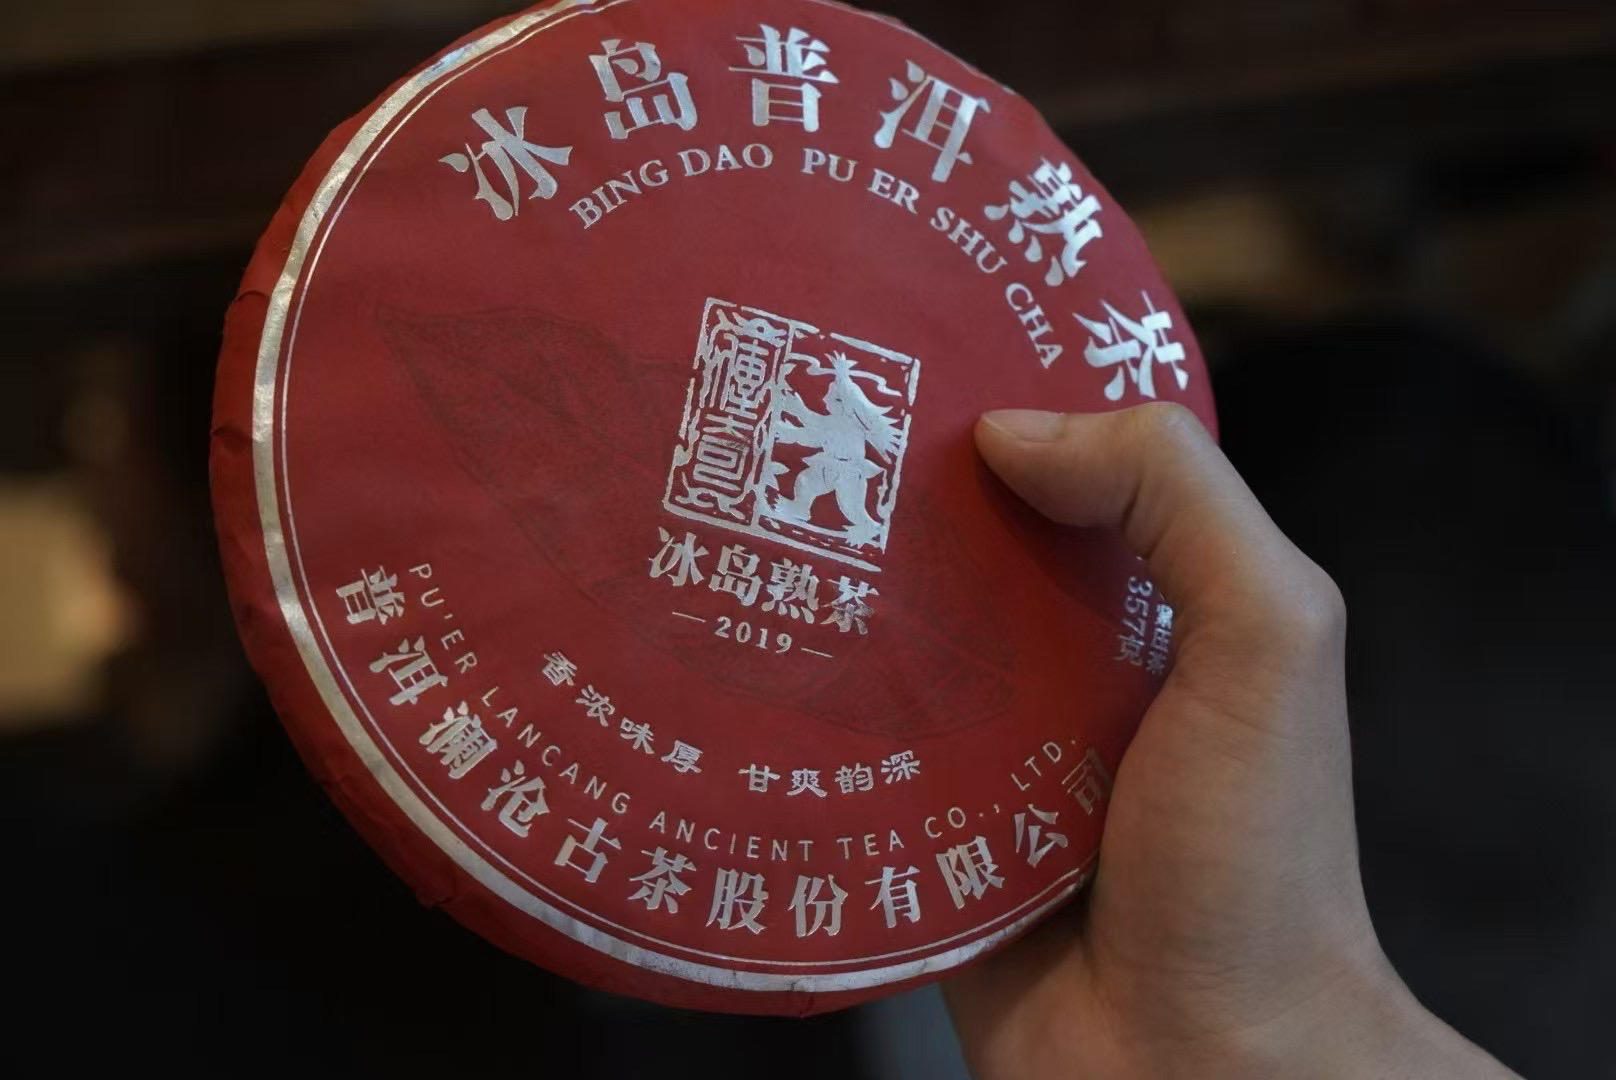 冰岛普洱熟茶
BING DAO PU ER SHU CHA
冰岛熟茶
2019
357克
香浓味厚 甘爽韵深
PU'ER LANCANG ANCIENT TEA CO., LTD.
普洱澜沧古茶股份有限公司